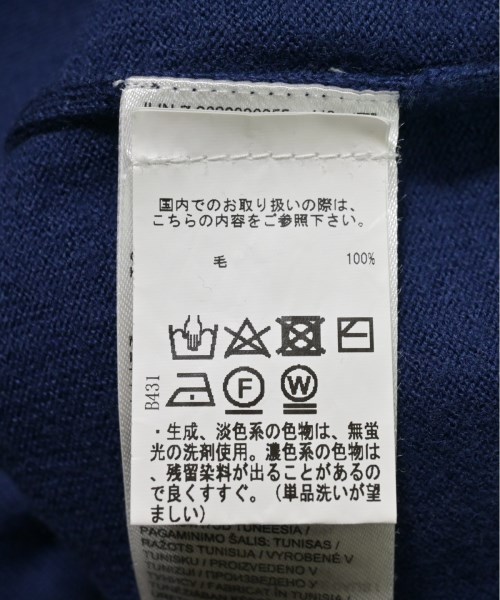 国内でのお取り扱いの際は、
こちらの内容をご参照下さい。
毛 100%
F W
B431
・生成、淡色系の色物は、無蛍
光の洗剤使用。濃色系の色物は、
残留染料が出ることがあるの
で良くすすぐ。（単品洗いが望
ましい）
TUNEESIA /
PAGAMINIMO ŠALIS: TUNISAS /
RAŽOTS TUNISIJA / VYROBENÉ V
TUNISKU / PROIZVEDENO V